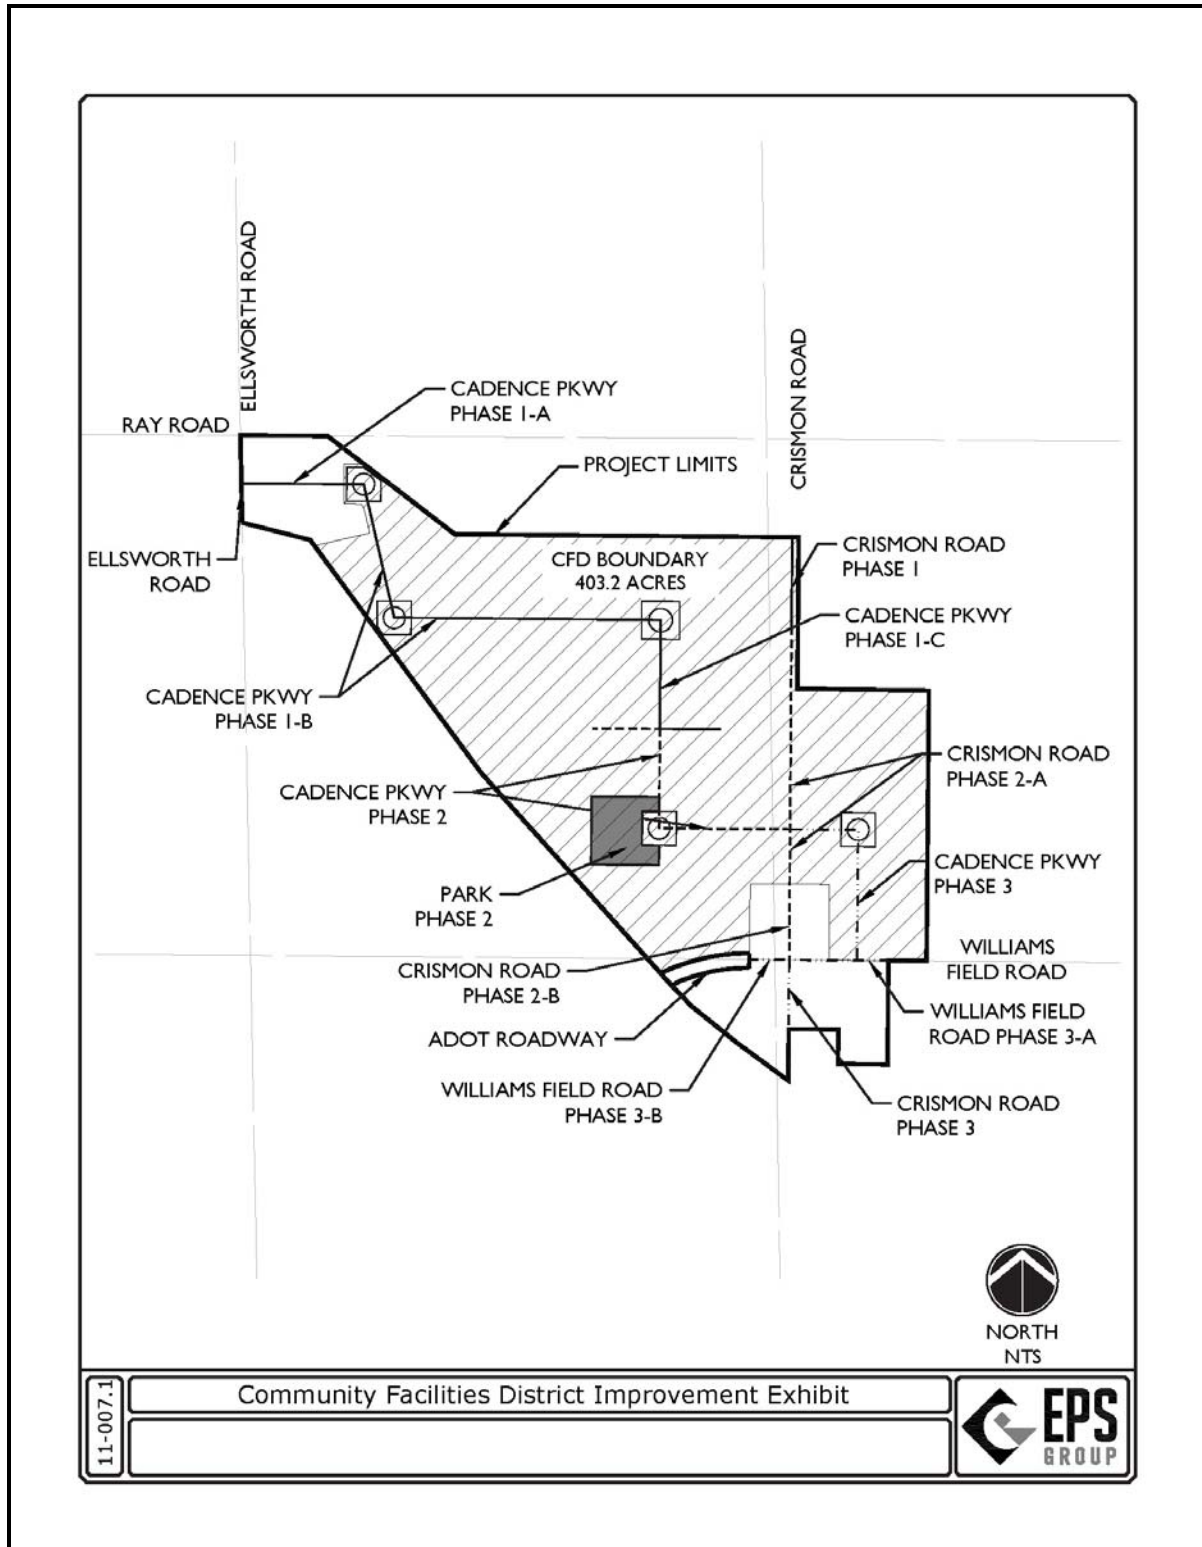 ELLSWORTH ROAD
CRISMON ROAD
CADENCE PKWY
PHASE 1-A
RAY ROAD
PROJECT LIMITS
ELLSWORTH
ROAD
CFD BOUNDARY
403.2 ACRES
CRISMON ROAD
PHASE 1
CADENCE PKWY
PHASE 1-C
CADENCE PKWY
PHASE 1-B
CRISMON ROAD
PHASE 2-A
CADENCE PKWY
PHASE 2
CADENCE PKWY
PHASE 3
PARK
PHASE 2
WILLIAMS
FIELD ROAD
CRISMON ROAD
PHASE 2-B
WILLIAMS FIELD
ROAD PHASE 3-A
ADOT ROADWAY
WILLIAMS FIELD ROAD
PHASE 3-B
CRISMON ROAD
PHASE 3
NORTH
NTS
11-007.1
Community Facilities District Improvement Exhibit
EPS
GROUP